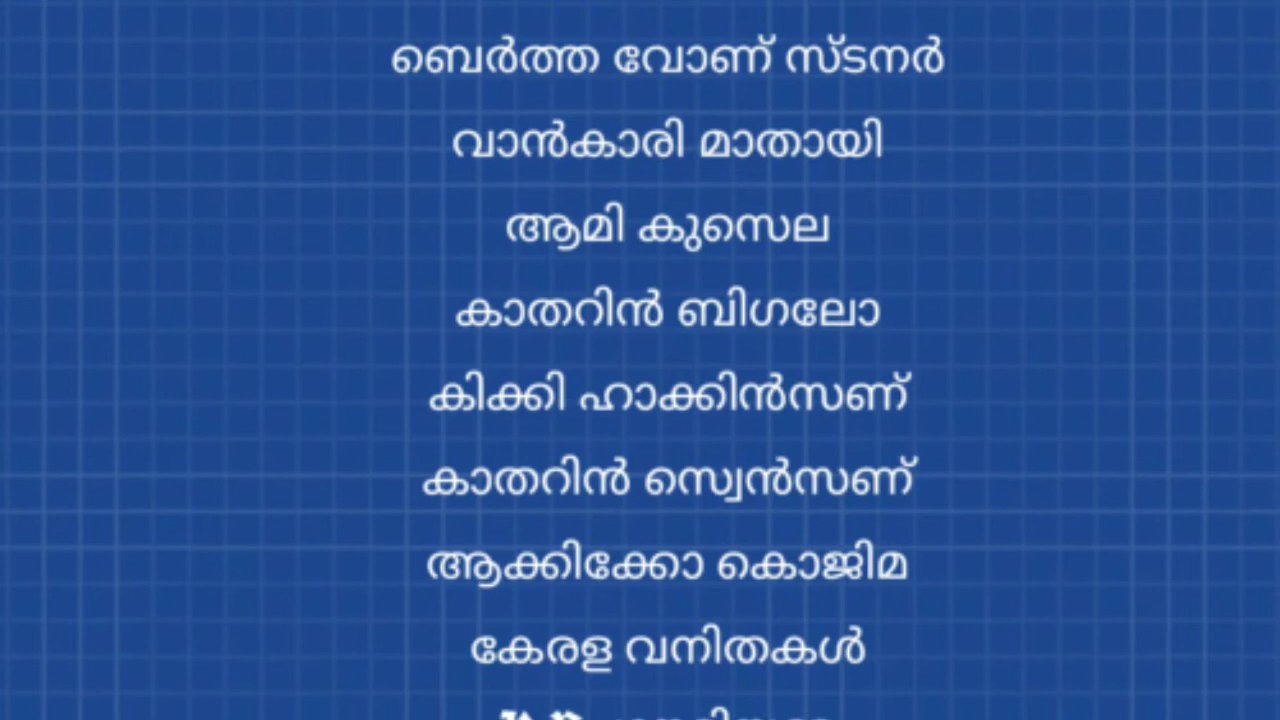 ബെർത്ത വോണ് സ്ടനർ
വാൻകാരി മാതായി
ആമി കുസെല
കാതറിൻ ബിഗലോ
കിക്കി ഹാക്കിൻസണ്
കാതറിൻ സ്വെൻസണ്
ആക്കിക്കോ കൊജിമ
കേരള വനിതകൾ